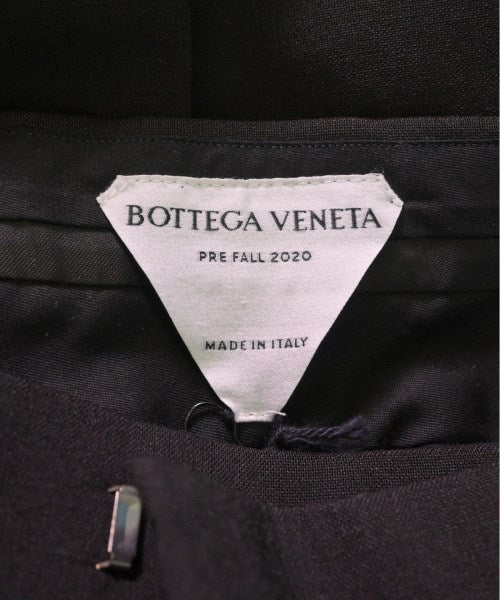 BOTTEGA VENETA
PRE FALL 2020
MADE IN ITALY